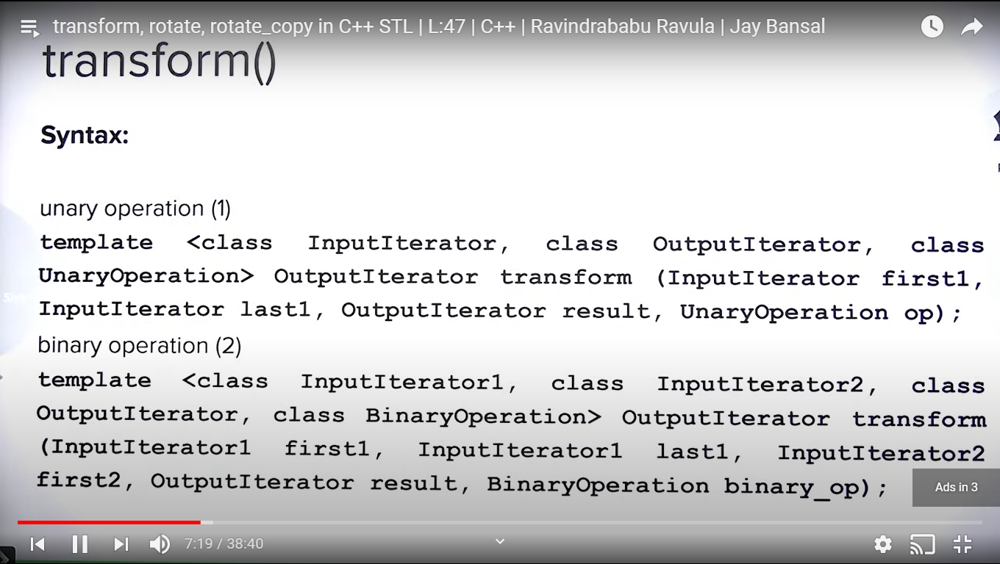 transform, rotate, rotate_copy in C++ STL | L:47 | C++ | Ravindrababu Ravula | Jay Bansal
transform()
Syntax:
unary operation (1)
template <class InputIterator, class OutputIterator, class
UnaryOperation> OutputIterator transform (InputIterator first1,
InputIterator last1, OutputIterator result, UnaryOperation op);
binary operation (2)
template <class InputIterator1, class InputIterator2, class
OutputIterator, class BinaryOperation> OutputIterator transform
(InputIterator1 first1, InputIterator1 last1, InputIterator2
first2, OutputIterator result, BinaryOperation binary_op);
Ads in 3
7:19 / 38:40